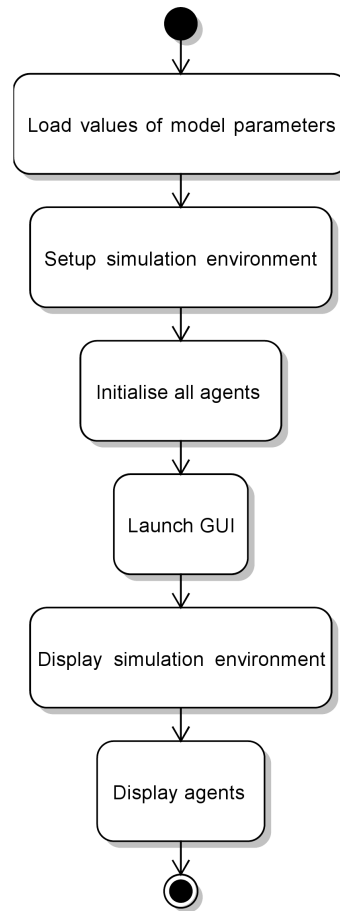 Load values of model parameters
Setup simulation environment
Initialise all agents
Launch GUI
Display simulation environment
Display agents